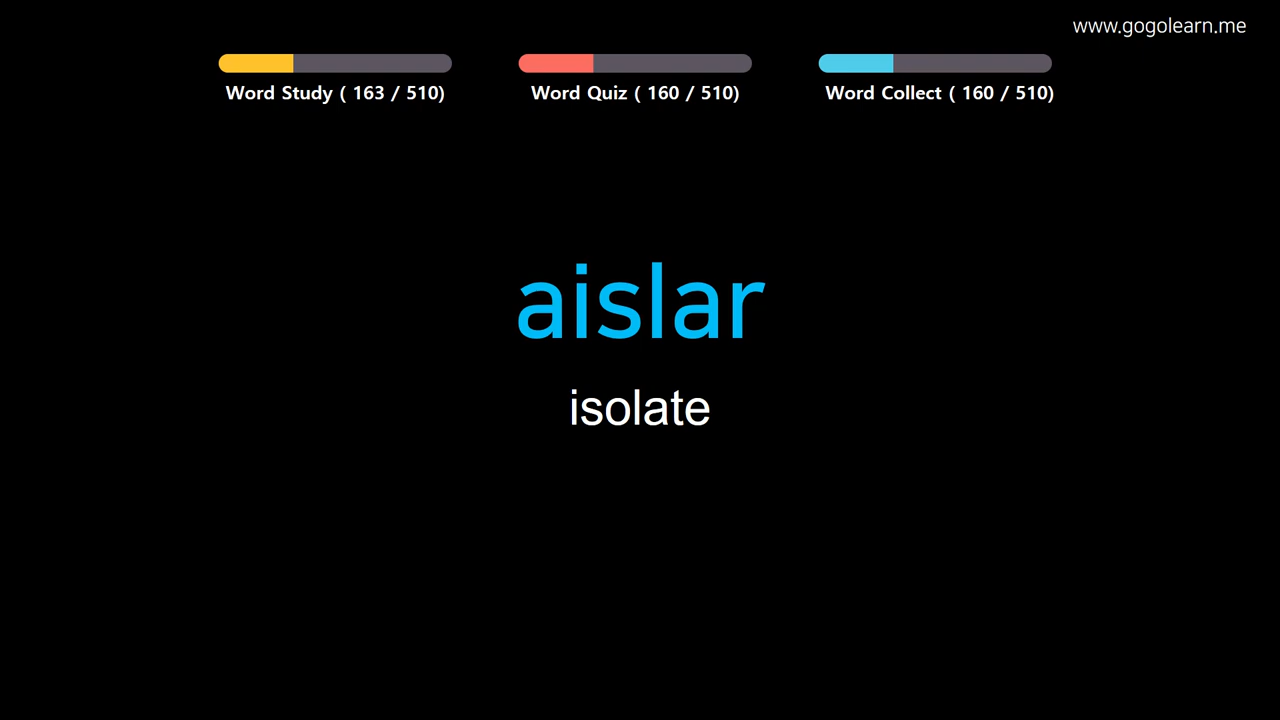 www.gogolearn.me
Word Study ( 163 / 510)
Word Quiz ( 160 / 510)
Word Collect ( 160 / 510)
aislar
isolate